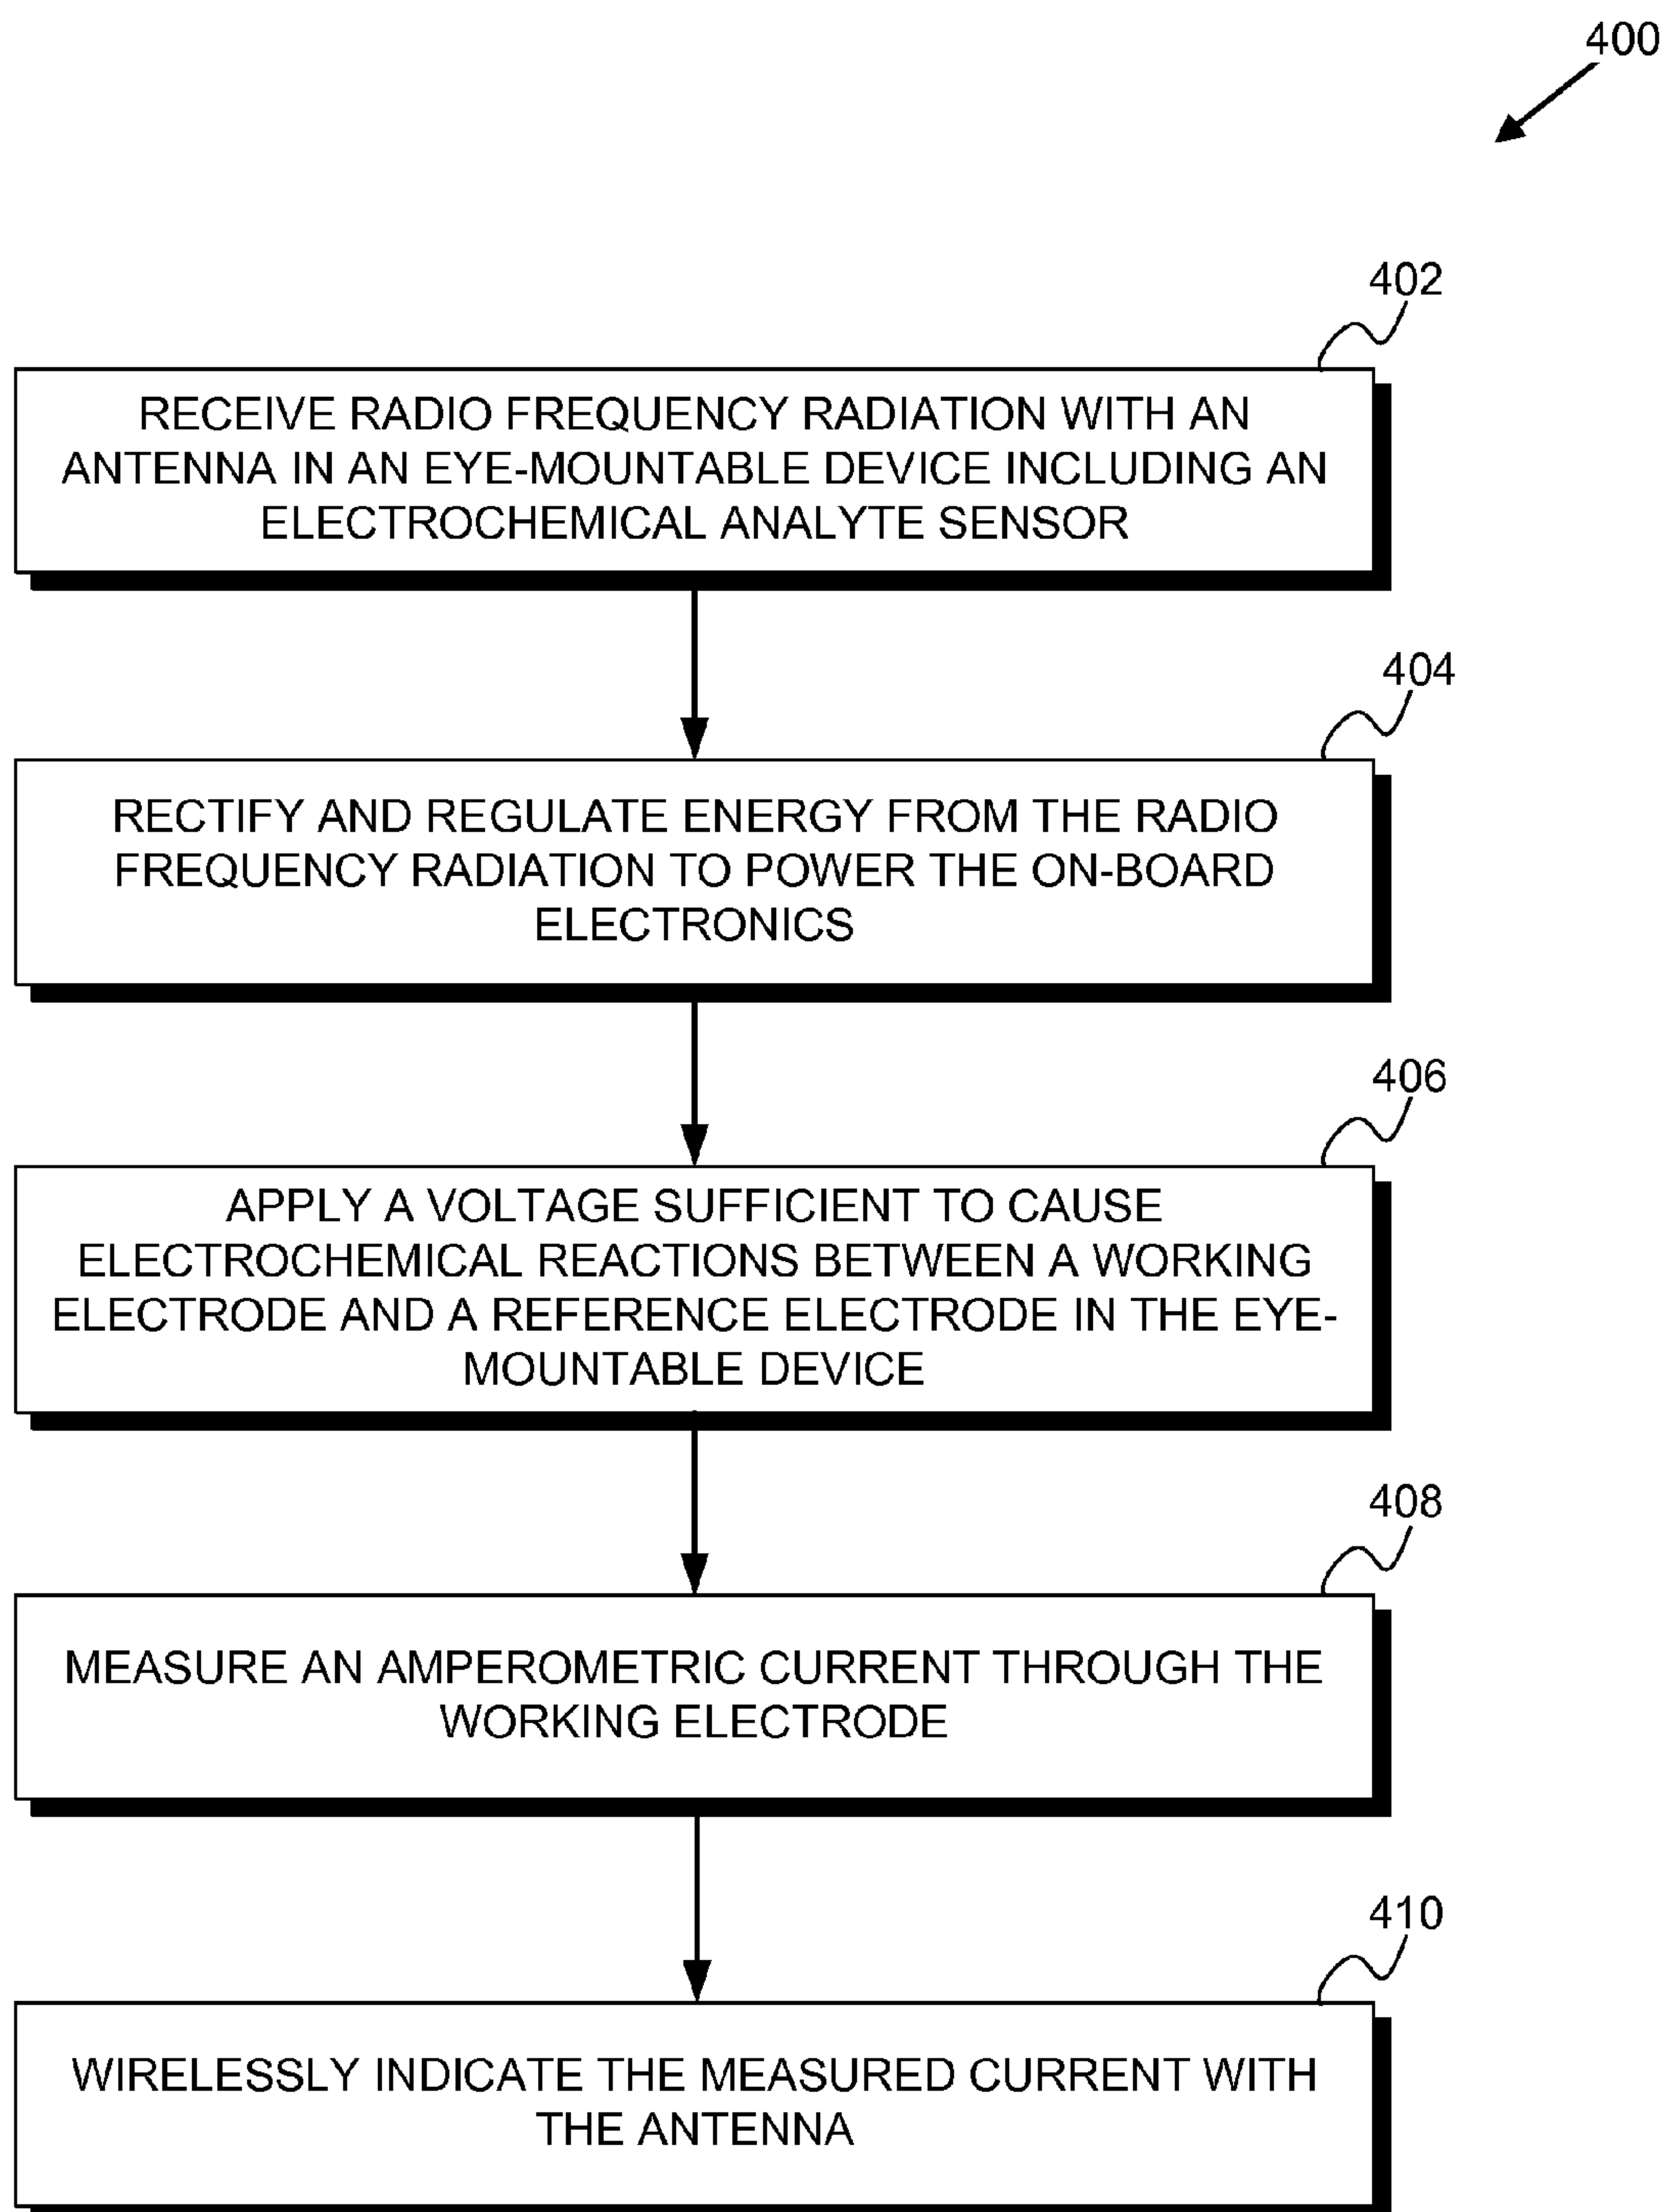 400
402
RECEIVE RADIO FREQUENCY RADIATION WITH AN
ANTENNA IN AN EYE-MOUNTABLE DEVICE INCLUDING AN
ELECTROCHEMICAL ANALYTE SENSOR
404
RECTIFY AND REGULATE ENERGY FROM THE RADIO
FREQUENCY RADIATION TO POWER THE ON-BOARD
ELECTRONICS
406
APPLY A VOLTAGE SUFFICIENT TO CAUSE
ELECTROCHEMICAL REACTIONS BETWEEN A WORKING
ELECTRODE AND A REFERENCE ELECTRODE IN THE EYE-
MOUNTABLE DEVICE
408
MEASURE AN AMPEROMETRIC CURRENT THROUGH THE
WORKING ELECTRODE
410
WIRELESSLY INDICATE THE MEASURED CURRENT WITH
THE ANTENNA